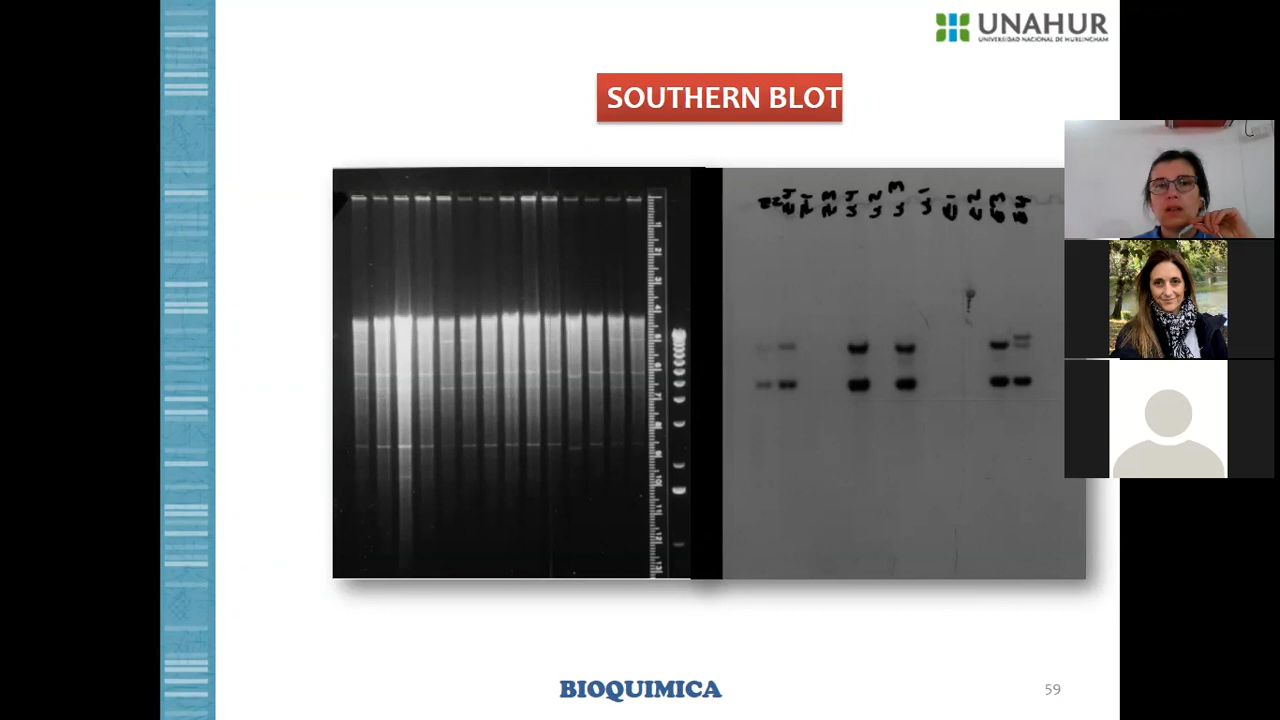 UNAHUR
UNIVERSIDAD NACIONAL DE HURLINGHAM
SOUTHERN BLOT
BIOQUIMICA
59